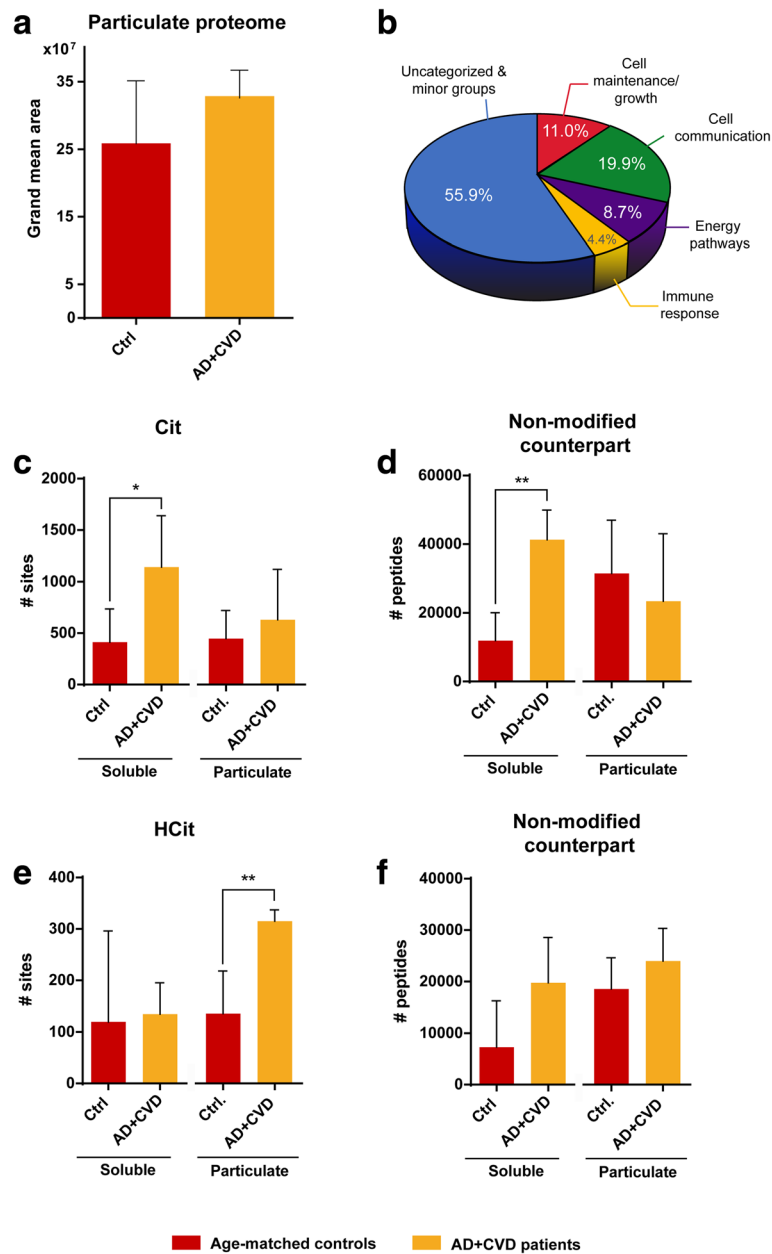 a
Particulate proteome
x10⁷
35
25
15
5
0
Grand mean area
Ctrl
AD+CVD
b
Uncategorized &
minor groups
Cell
maintenance/
growth
Cell
communication
Energy
pathways
Immune
response
55.9%
11.0%
19.9%
8.7%
4.4%
c
Cit
2000
1500
1000
500
0
# sites
*
Ctrl
AD+CVD
Ctrl.
AD+CVD
Soluble
Particulate
d
Non-modified
counterpart
60000
40000
20000
0
# peptides
**
Ctrl
AD+CVD
Ctrl.
AD+CVD
Soluble
Particulate
e
HCit
400
300
200
100
0
# sites
**
Ctrl
AD+CVD
Ctrl.
AD+CVD
Soluble
Particulate
f
Non-modified
counterpart
40000
30000
20000
10000
0
# peptides
Ctrl
AD+CVD
Ctrl.
AD+CVD
Soluble
Particulate
Age-matched controls
AD+CVD patients